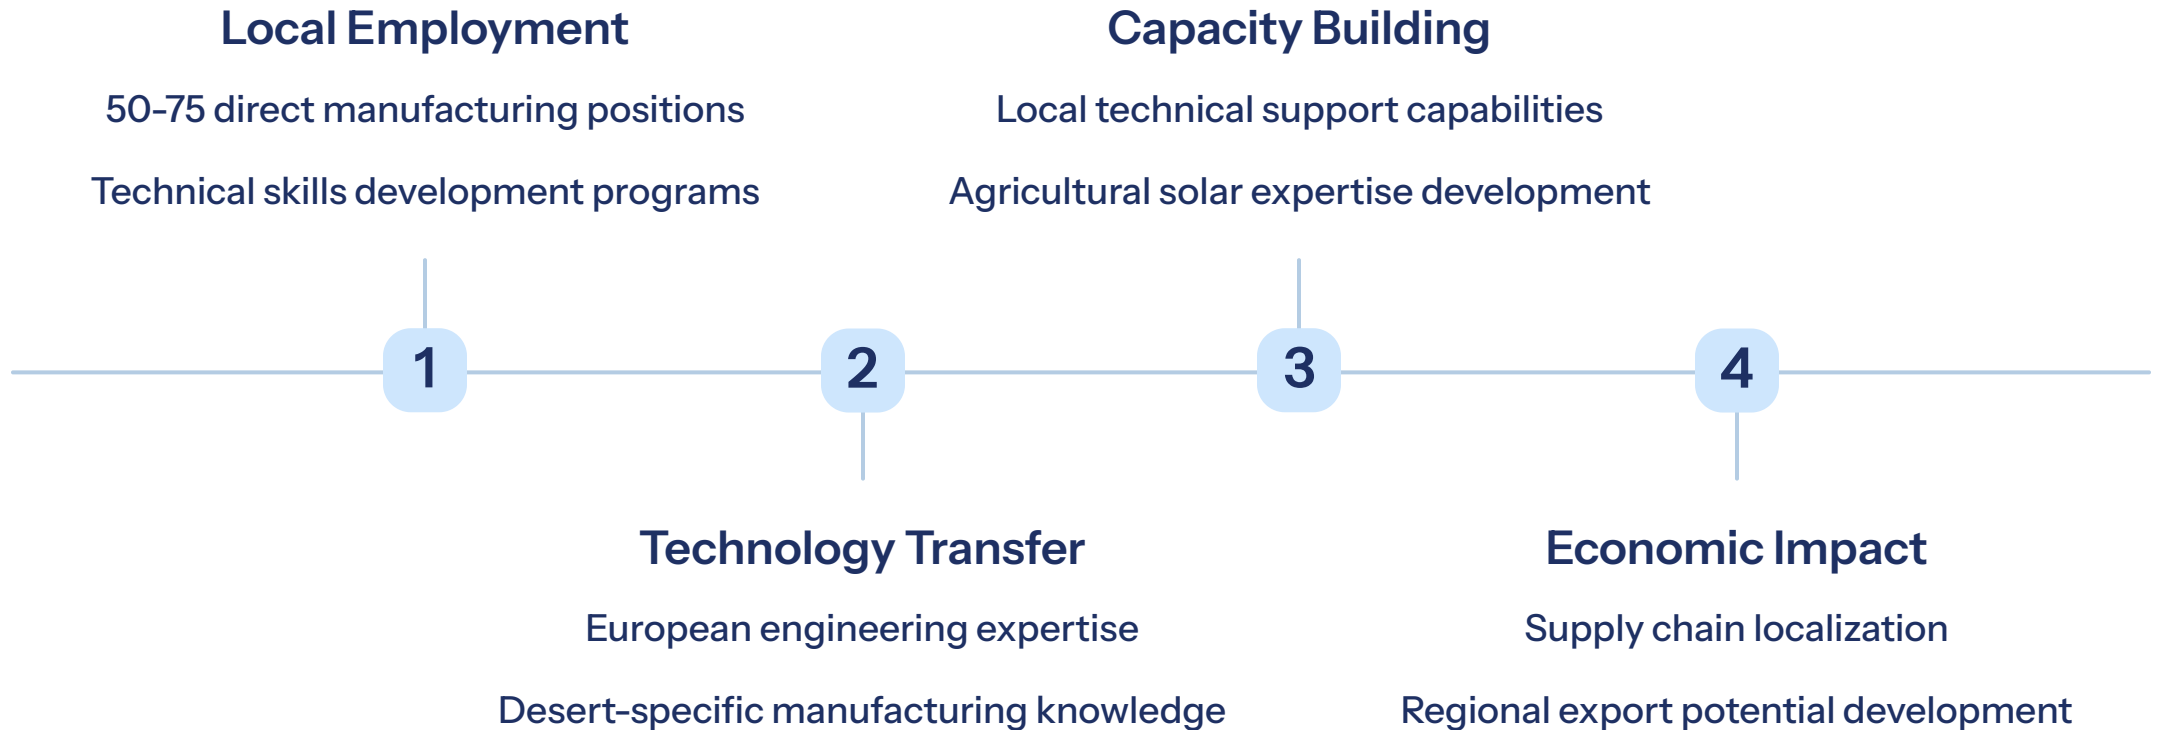 Local Employment
50-75 direct manufacturing positions
Technical skills development programs
1
Technology Transfer
European engineering expertise
Desert-specific manufacturing knowledge
2
Capacity Building
Local technical support capabilities
Agricultural solar expertise development
3
Economic Impact
Supply chain localization
Regional export potential development
4